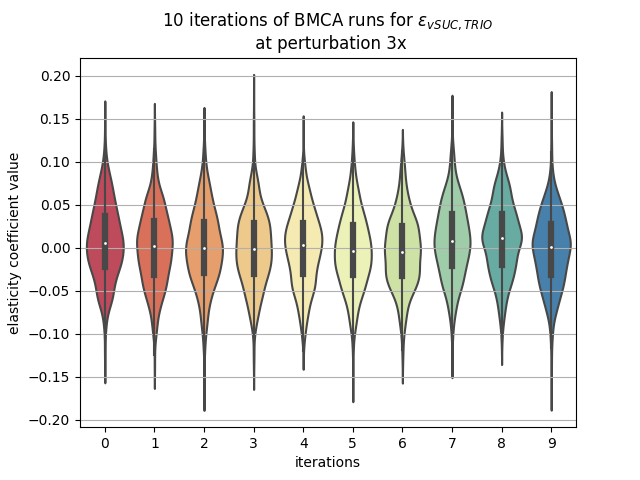 10 iterations of BMCA runs for ε_{vSUC,TRIO}
at perturbation 3x
elasticity coefficient value
0.20
0.15
0.10
0.05
0.00
−0.05
−0.10
−0.15
−0.20
0 1 2 3 4 5 6 7 8 9
iterations